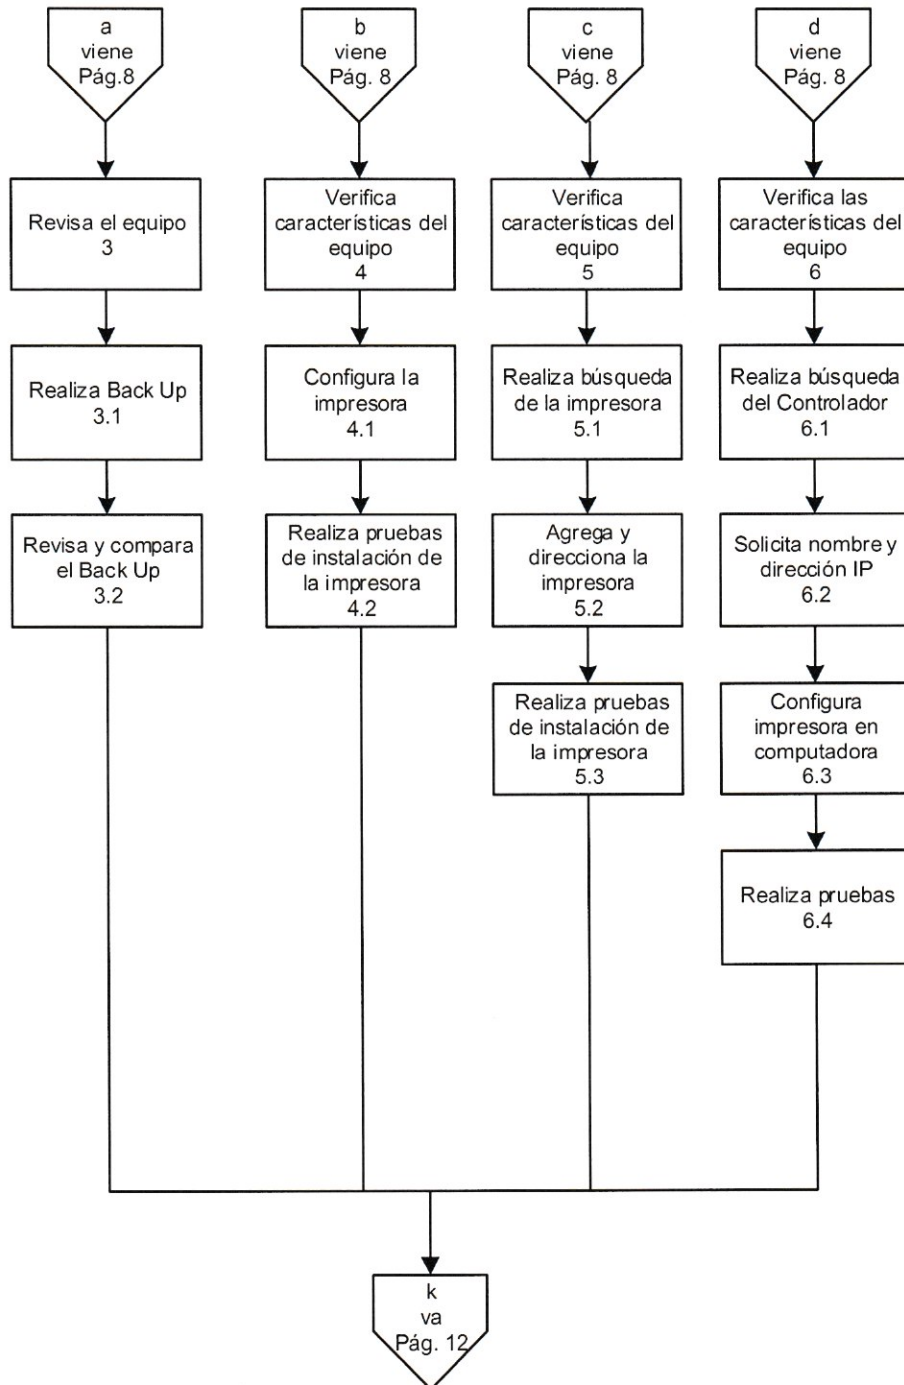 a
viene
Pág.8
b
viene
Pág. 8
c
viene
Pág. 8
d
viene
Pág. 8
Revisa el equipo
3
Verifica
características del
equipo
4
Verifica
características del
equipo
5
Verifica las
características del
equipo
6
Realiza Back Up
3.1
Configura la
impresora
4.1
Realiza búsqueda
de la impresora
5.1
Realiza búsqueda
del Controlador
6.1
Revisa y compara
el Back Up
3.2
Realiza pruebas
de instalación de
la impresora
4.2
Agrega y
direcciona la
impresora
5.2
Solicita nombre y
dirección IP
6.2
Realiza pruebas
de instalación de
la impresora
5.3
Configura
impresora en
computadora
6.3
Realiza pruebas
6.4
k
va
Pág. 12